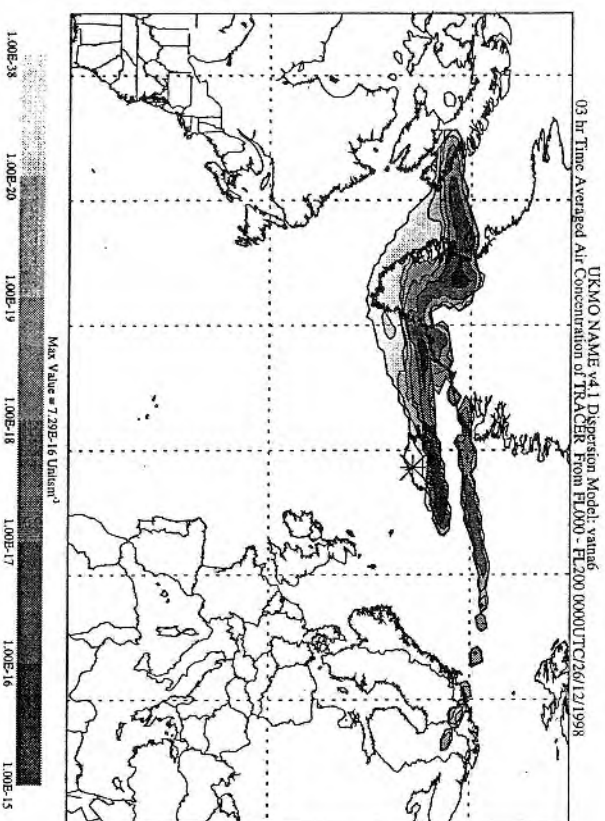 UKMO NAME v4.1 Dispersion Model: vatna6
03 hr Time Averaged Air Concentration of TRACER From FL000 - FL200 0000UTC/26/12/1998
Max Value = 7.29E-16 Unitsm⁻³
1.00E-38 1.00E-20 1.00E-19 1.00E-18 1.00E-17 1.00E-16 1.00E-15